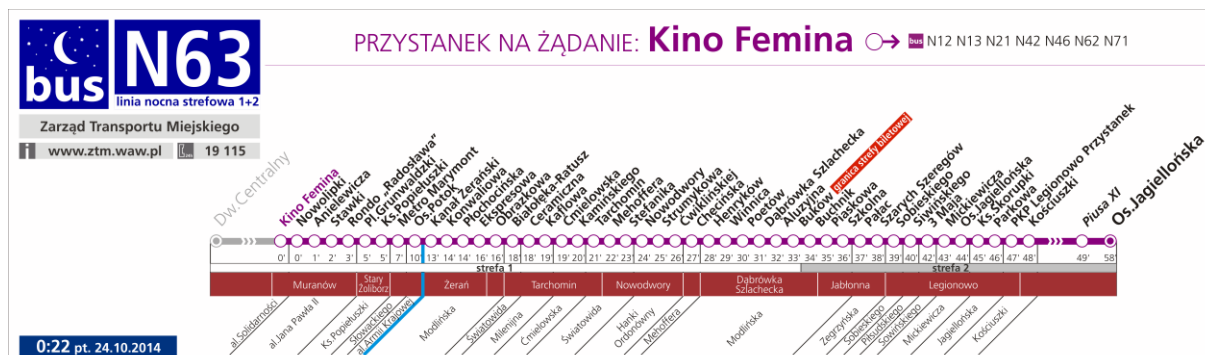 bus
N63
linia nocna strefowa 1+2
Zarząd Transportu Miejskiego
i www.ztm.waw.pl 19 115
PRZYSTANEK NA ŻĄDANIE: Kino Femina bus N12 N13 N21 N42 N46 N62 N71
Dw.Centralny
Kino Femina
Nowolipki
Anielewicza
Stawki
Rondo „Radosława”
Pl.Grunwaldzki
Ks.Popiełuszki
Metro Marymont
Os.Potok
Kanał Żerański
Konwaliowa
Płochocińska
Ekspresowa
Obrazkowa
Białołęka-Ratusz
Ceramiczna
Kaflowa
Ćmielowska
Kamińskiego
Tarchomin
Mehoffera
Stefanika
Nowodwory
Strumykowa
Ćwiklińskiej
Chęcińska
Henryków
Winnica
Poetów
Dąbrówka Szlachecka
Aluzyjna
Buków
granica strefy biletowej
Buchnik
Piaskowa
Szkolna
Pałac
Szarych Szeregów
Sobieskiego
Siwińskiego
3 Maja
Mickiewicza
Os.Jagiellońska
Ks.Skorupki
Parkowa
PKP Legionowo Przystanek
Kościuszki
Piusa XI
Os.Jagiellońska
0' 0' 1' 2' 3' 5' 5' 7' 10' 13' 14' 14' 15' 16' 18' 18' 19' 19' 20' 21' 22' 23' 24' 25' 26' 27' 28' 29' 30' 31' 32' 33' 34' 35' 36' 37' 38' 39' 40' 42' 43' 44' 45' 46' 47' 48' 49' 58'
strefa 1
strefa 2
Muranów
Stary Żoliborz
Żerań
Tarchomin
Nowodwory
Dąbrówka Szlachecka
Jabłonna
Legionowo
al.Solidarności
al.Jana Pawła II
Ks.Popiełuszki
Słowackiego
al.Armii Krajowej
Modlińska
Światowida
Milenijna
Ćmielowska
Światowida
Hanki Ordonówny
Mehoffera
Modlińska
Zegrzyńska
Sobieskiego
Piłsudskiego
Sowińskiego
Mickiewicza
Jagiellońska
Kościuszki
0:22 pt. 24.10.2014